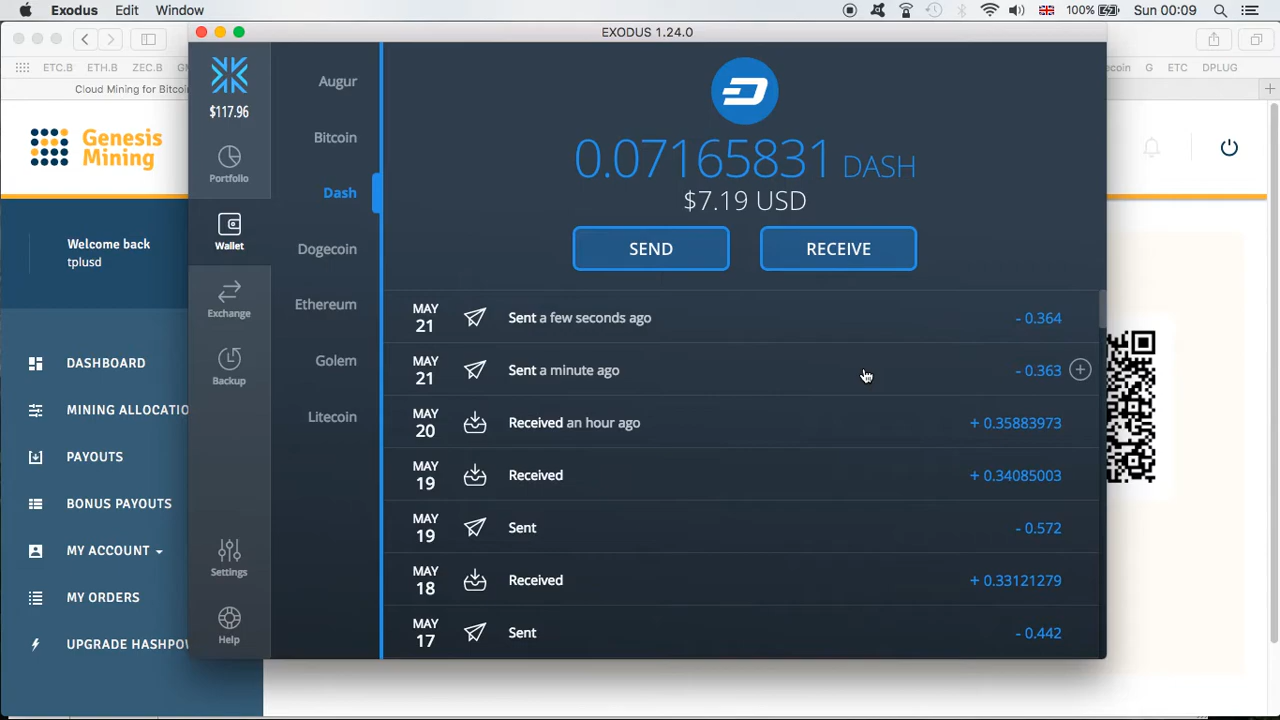 Exodus Edit Window 100% Sun 00:09
EXODUS 1.24.0
ETC.B ETH.B ZEC.B
G ETC DPLUG
Cloud Mining for Bitcoin
Genesis
Mining
Welcome back
tplusd
DASHBOARD
MINING ALLOCATIO
PAYOUTS
BONUS PAYOUTS
MY ACCOUNT
MY ORDERS
UPGRADE HASHPOW
$117.96
Portfolio
Wallet
Exchange
Backup
Settings
Help
Augur
Bitcoin
Dash
Dogecoin
Ethereum
Golem
Litecoin
0.07165831 DASH
$7.19 USD
SEND RECEIVE
MAY 21 Sent a few seconds ago - 0.364
MAY 21 Sent a minute ago - 0.363
MAY 20 Received an hour ago + 0.35883973
MAY 19 Received + 0.34085003
MAY 19 Sent - 0.572
MAY 18 Received + 0.33121279
MAY 17 Sent - 0.442